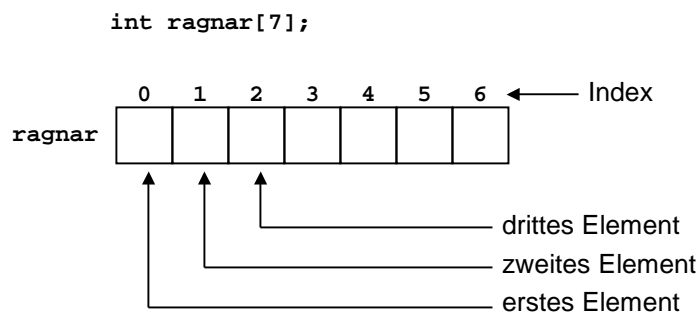 int ragnar[7];
0 1 2 3 4 5 6 Index
ragnar
drittes Element
zweites Element
erstes Element